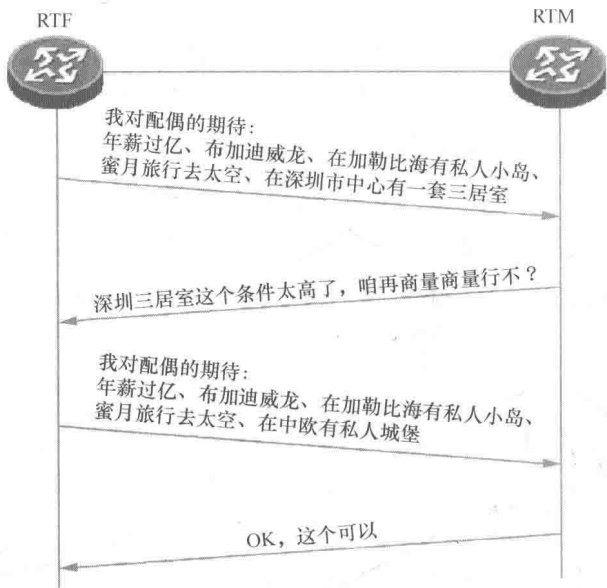 RTF
RTM
我对配偶的期待：
年薪过亿、布加迪威龙、在加勒比海有私人小岛、
蜜月旅行去太空、在深圳市中心有一套三居室
深圳三居室这个条件太高了，咱再商量商量行不？
我对配偶的期待：
年薪过亿、布加迪威龙、在加勒比海有私人小岛、
蜜月旅行去太空、在中欧有私人城堡
OK，这个可以